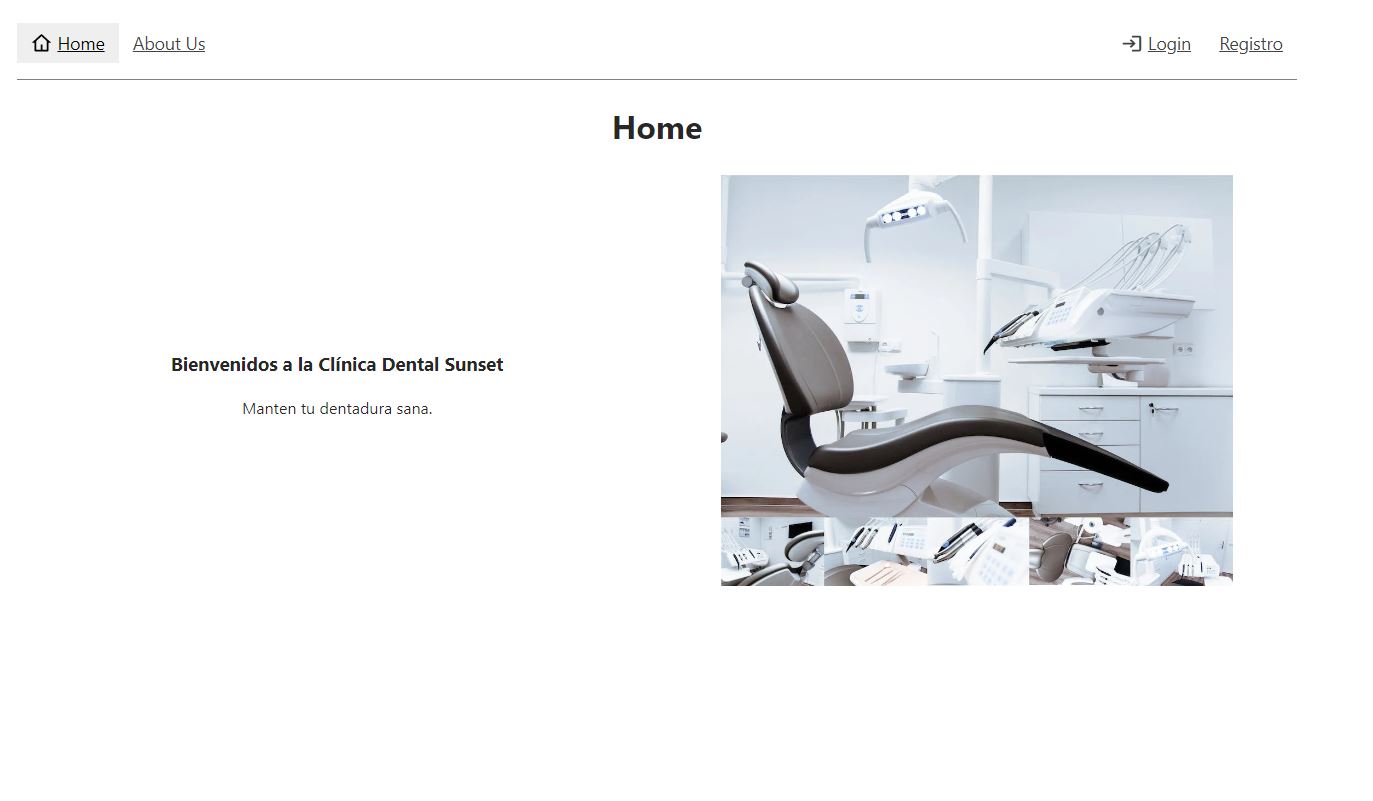 Home
About Us
Login
Registro
Home
Bienvenidos a la Clínica Dental Sunset
Manten tu dentadura sana.